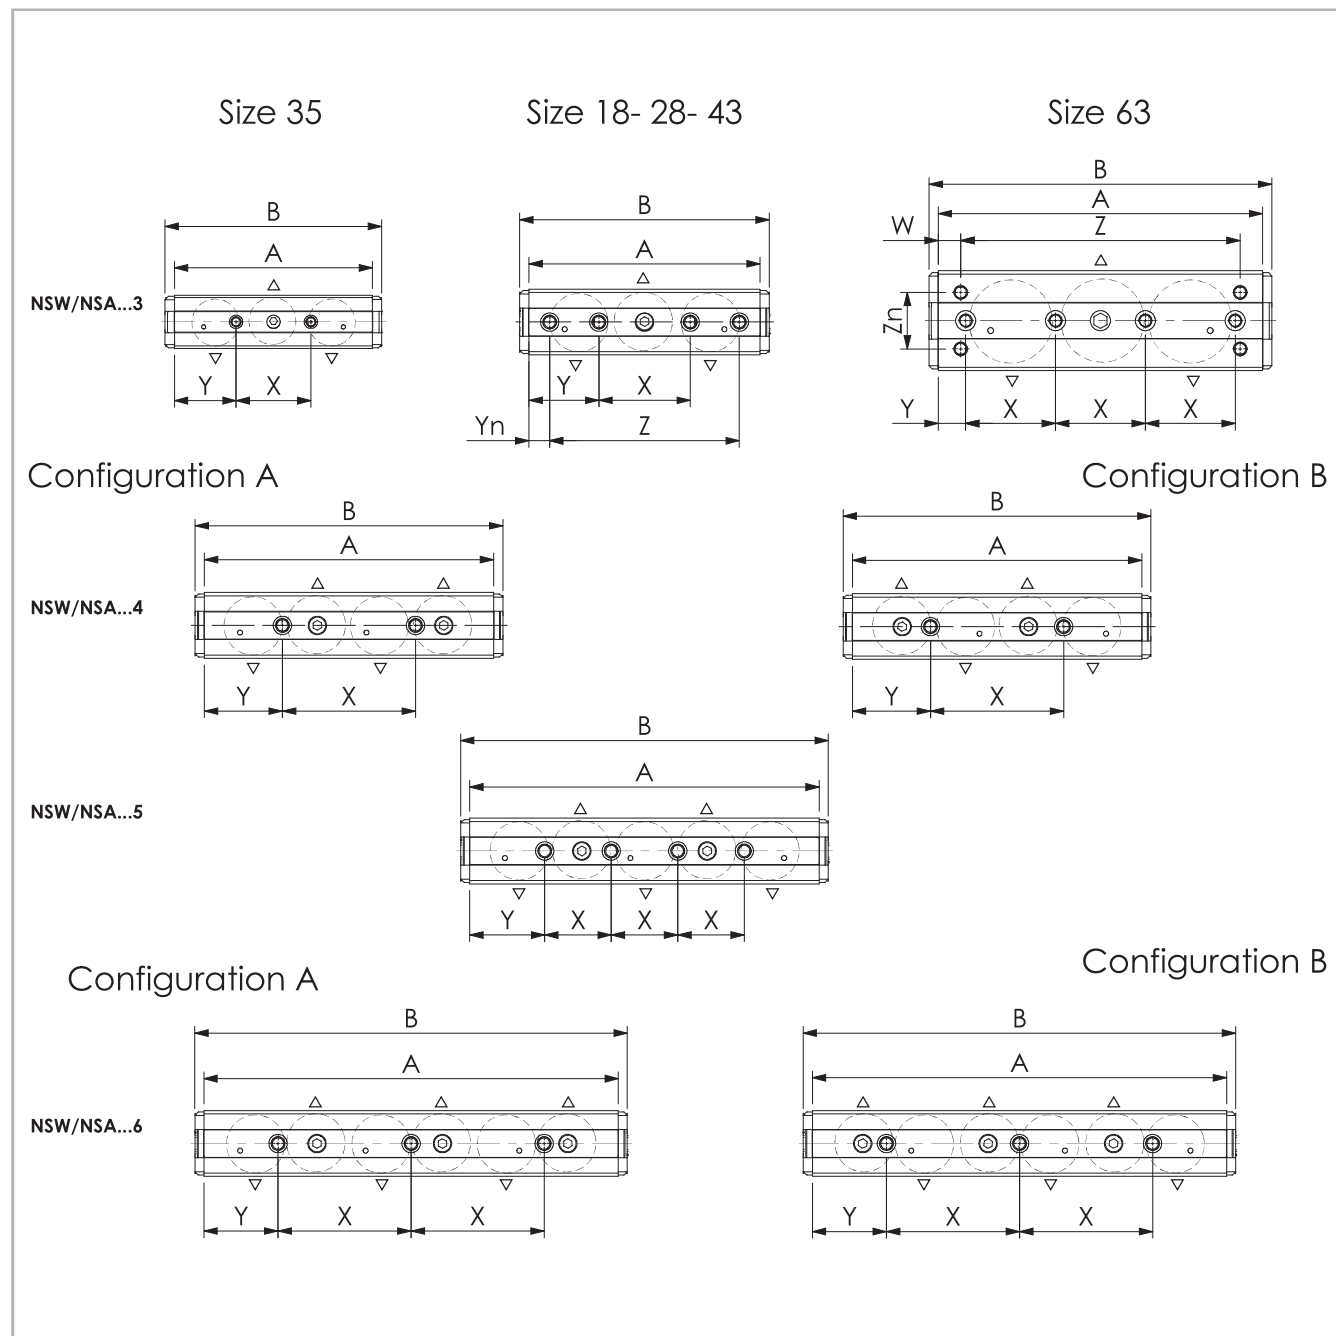 Size 35
Size 18- 28- 43
Size 63
B
A
W
Z
B
B
A
A
Zn
NSW/NSA...3
Y
X
Y
X
Y
X
X
X
Yn
Z
Configuration A
Configuration B
B
B
A
A
NSW/NSA...4
Y
X
Y
X
B
A
NSW/NSA...5
Y
X
X
X
Configuration A
Configuration B
B
B
A
A
NSW/NSA...6
Y
X
X
Y
X
X